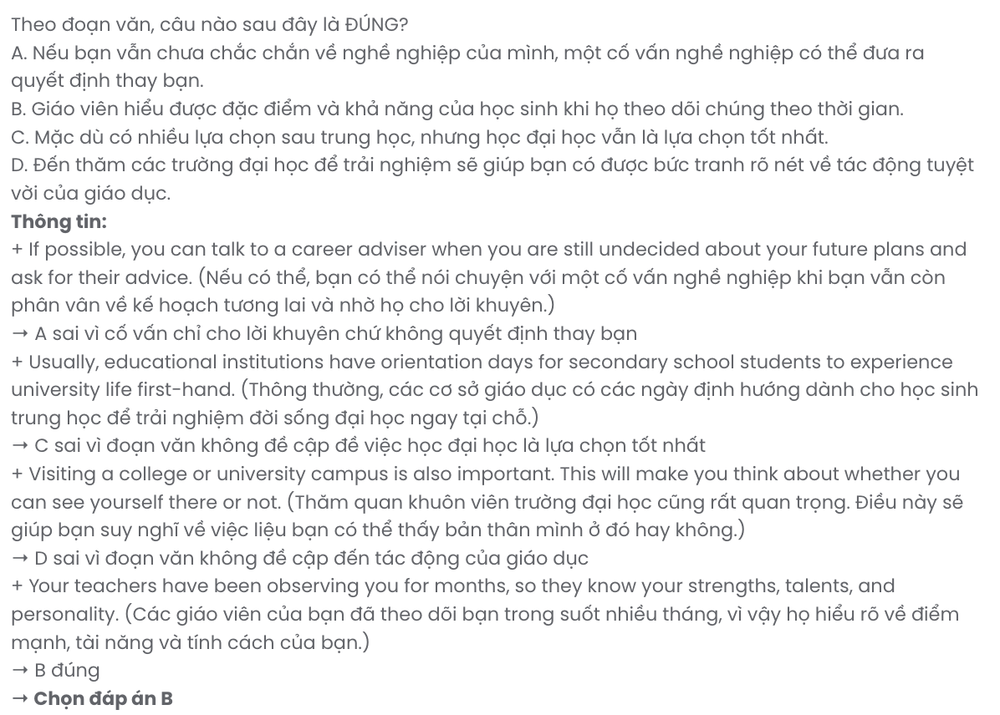 Theo đoạn văn, câu nào sau đây là ĐÚNG?
A. Nếu bạn vẫn chưa chắc chắn về nghề nghiệp của mình, một cố vấn nghề nghiệp có thể đưa ra
quyết định thay bạn.
B. Giáo viên hiểu được đặc điểm và khả năng của học sinh khi họ theo dõi chúng theo thời gian.
C. Mặc dù có nhiều lựa chọn sau trung học, nhưng học đại học vẫn là lựa chọn tốt nhất.
D. Đến thăm các trường đại học để trải nghiệm sẽ giúp bạn có được bức tranh rõ nét về tác động tuyệt
vời của giáo dục.
Thông tin:
+ If possible, you can talk to a career adviser when you are still undecided about your future plans and
ask for their advice. (Nếu có thể, bạn có thể nói chuyện với một cố vấn nghề nghiệp khi bạn vẫn còn
phân vân về kế hoạch tương lai và nhờ họ cho lời khuyên.)
→ A sai vì cố vấn chỉ cho lời khuyên chứ không quyết định thay bạn
+ Usually, educational institutions have orientation days for secondary school students to experience
university life first-hand. (Thông thường, các cơ sở giáo dục có các ngày định hướng dành cho học sinh
trung học để trải nghiệm đời sống đại học ngay tại chỗ.)
→ C sai vì đoạn văn không đề cập đề việc học đại học là lựa chọn tốt nhất
+ Visiting a college or university campus is also important. This will make you think about whether you
can see yourself there or not. (Thăm quan khuôn viên trường đại học cũng rất quan trọng. Điều này sẽ
giúp bạn suy nghĩ về việc liệu bạn có thể thấy bản thân mình ở đó hay không.)
→ D sai vì đoạn văn không đề cập đến tác động của giáo dục
+ Your teachers have been observing you for months, so they know your strengths, talents, and
personality. (Các giáo viên của bạn đã theo dõi bạn trong suốt nhiều tháng, vì vậy họ hiểu rõ về điểm
mạnh, tài năng và tính cách của bạn.)
→ B đúng
→ Chọn đáp án B